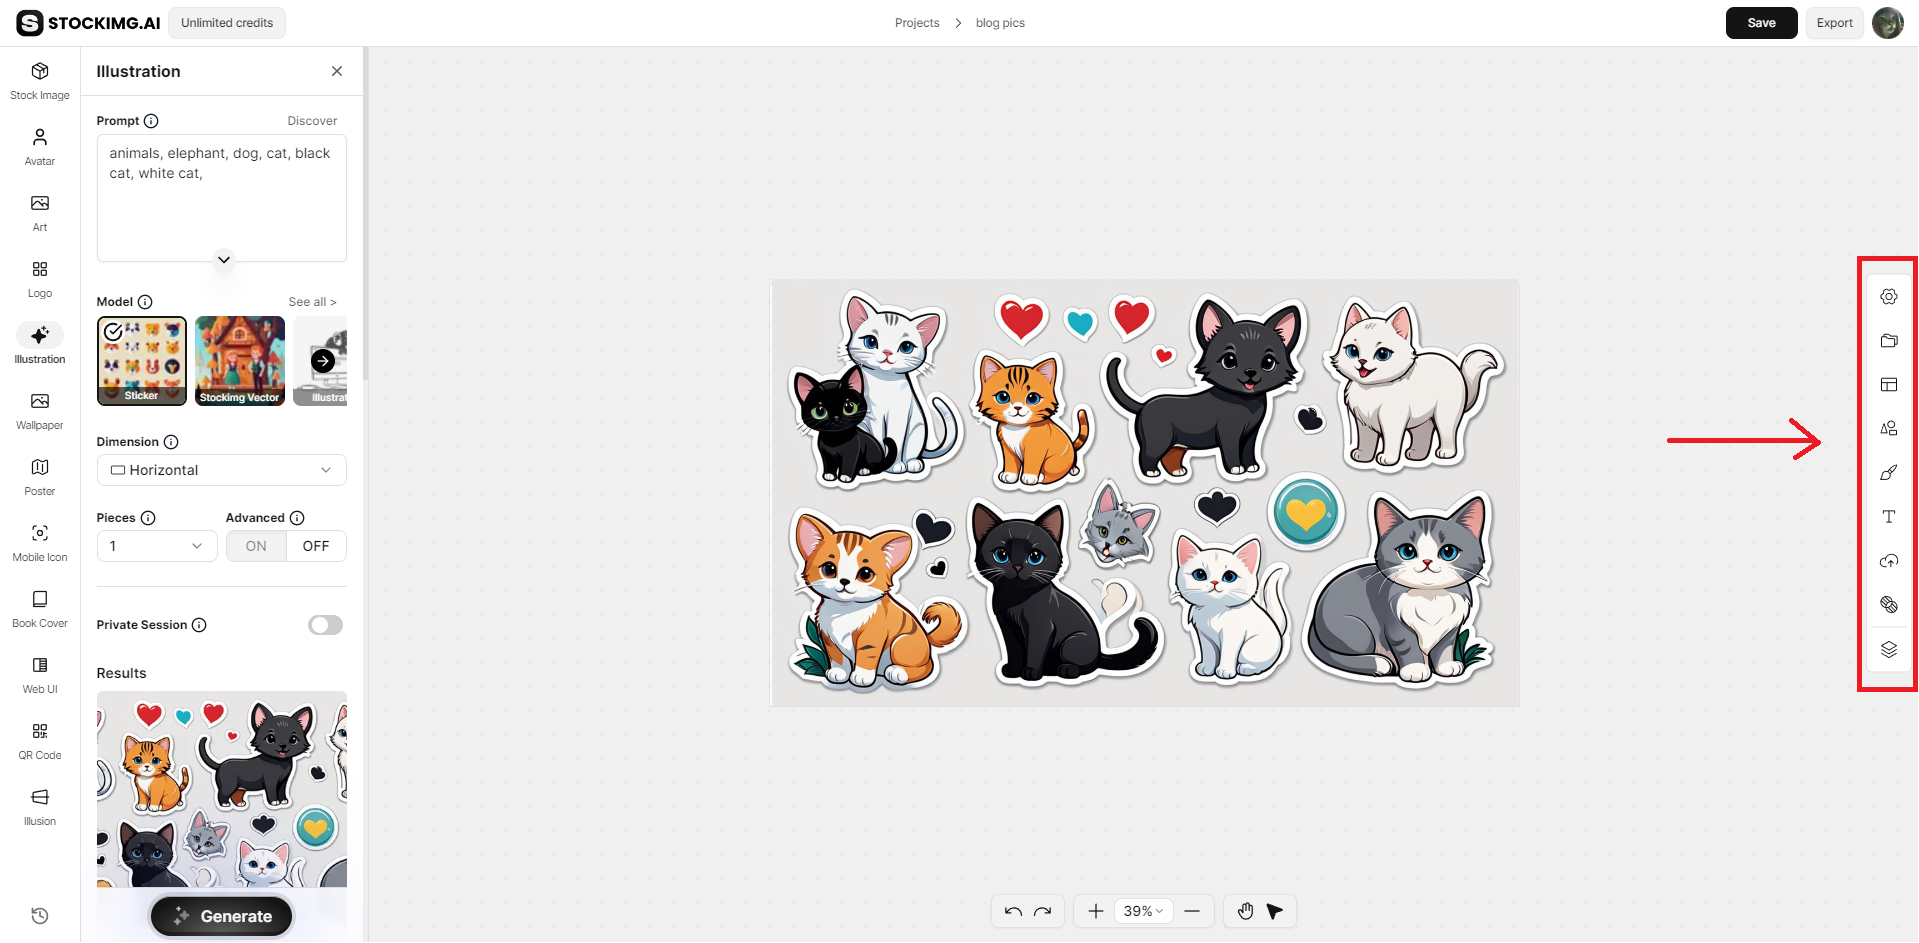 STOCKIMG.AI
Unlimited credits
Projects > blog pics
Save
Export
Stock Image
Avatar
Art
Logo
Illustration
Wallpaper
Poster
Mobile Icon
Book Cover
Web UI
QR Code
Illusion
Illustration
Prompt
Discover
animals, elephant, dog, cat, black
cat, white cat,
Model
See all >
Sticker
Stockimg Vector
Illustrat
Dimension
Horizontal
Pieces
Advanced
1
ON
OFF
Private Session
Results
Generate
39%